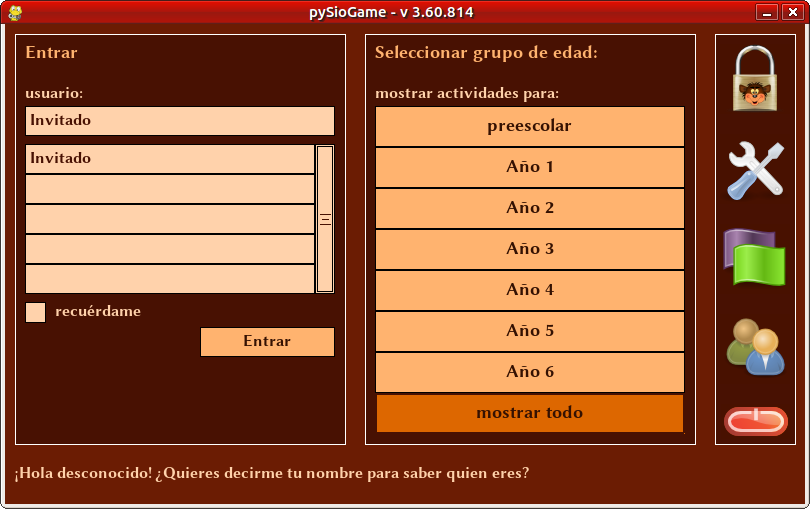 pySioGame - v 3.60.814
Entrar
usuario:
Invitado
Invitado
recuérdame
Entrar
Seleccionar grupo de edad:
mostrar actividades para:
preescolar
Año 1
Año 2
Año 3
Año 4
Año 5
Año 6
mostrar todo
¡Hola desconocido! ¿Quieres decirme tu nombre para saber quien eres?